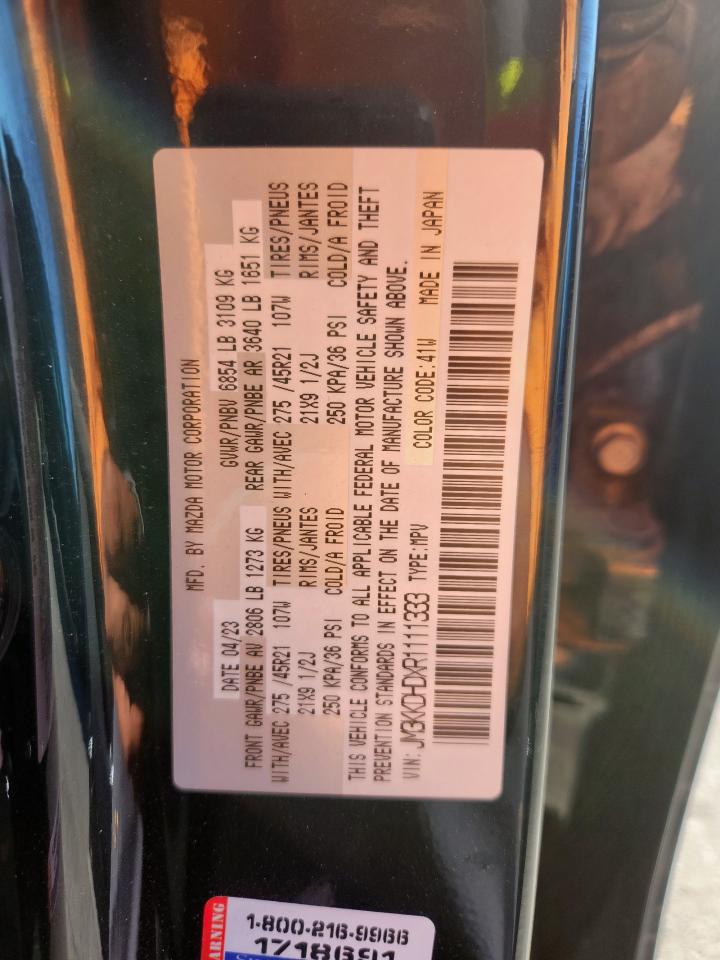 MFD. BY MAZDA MOTOR CORPORATION
DATE 04/23 GVWR/PNBV 6854 LB 3109 KG
FRONT GAWR/PNBE AU 2806 LB 1273 KG REAR GAWR/PNBE AR 3640 LB 1651 KG
WITH/AVEC 275 /45R21 107W TIRES/PNEUS WITH/AVEC 275 /45R21 107W TIRES/PNEUS
21X9 1/2J RIMS/JANTES 21X9 1/2J RIMS/JANTES
250 KPA/36 PSI COLD/A FROID 250 KPA/36 PSI COLD/A FROID
THIS VEHICLE CONFORMS TO ALL APPLICABLE FEDERAL MOTOR VEHICLE SAFETY AND THEFT
PREVENTION STANDARDS IN EFFECT ON THE DATE OF MANUFACTURE SHOWN ABOVE.
VIN: JM3KKDHDXR1111333 TYPE:MPV COLOR CODE:41W MADE IN JAPAN
WARNING
1-800-216-9966
1718691